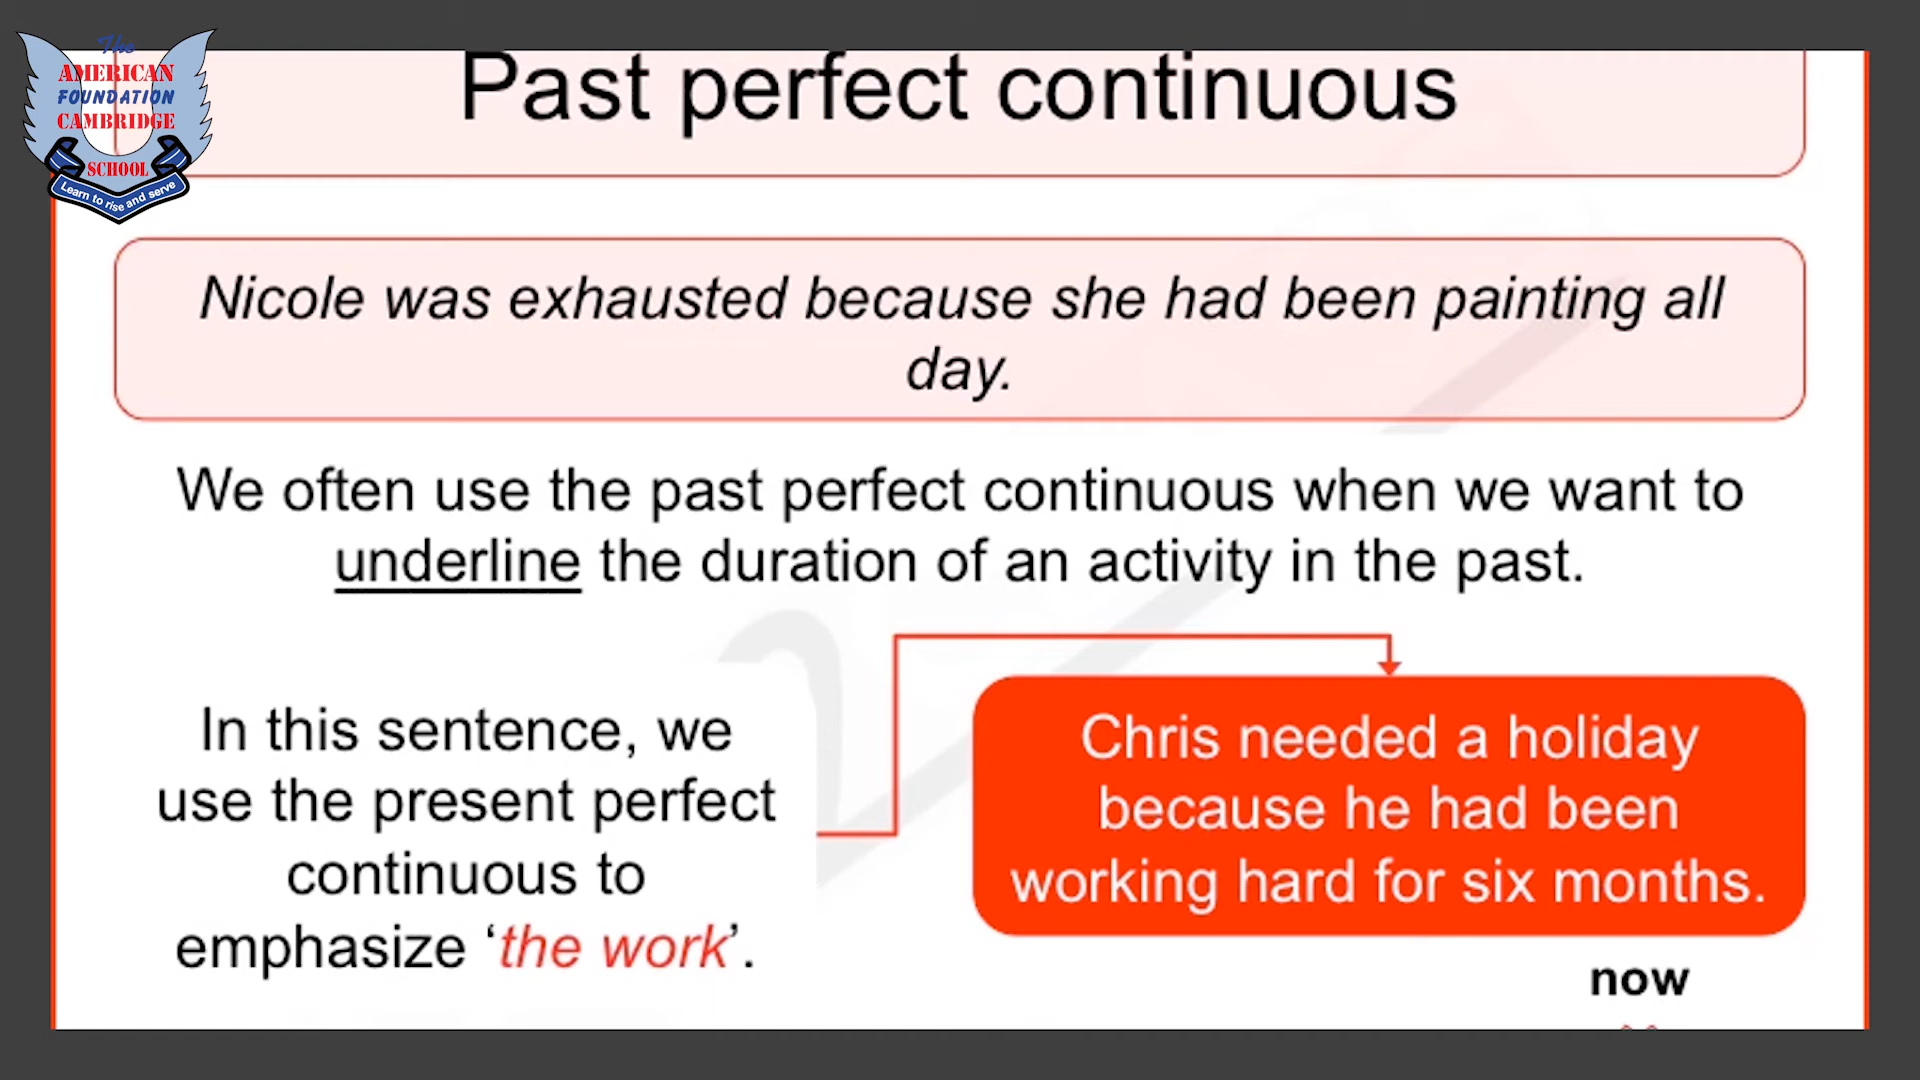 The
AMERICAN
FOUNDATION
CAMBRIDGE
SCHOOL
Learn to rise and serve
Past perfect continuous
Nicole was exhausted because she had been painting all
day.
We often use the past perfect continuous when we want to
underline the duration of an activity in the past.
In this sentence, we
use the present perfect
continuous to
emphasize ‘the work’.
Chris needed a holiday
because he had been
working hard for six months.
now